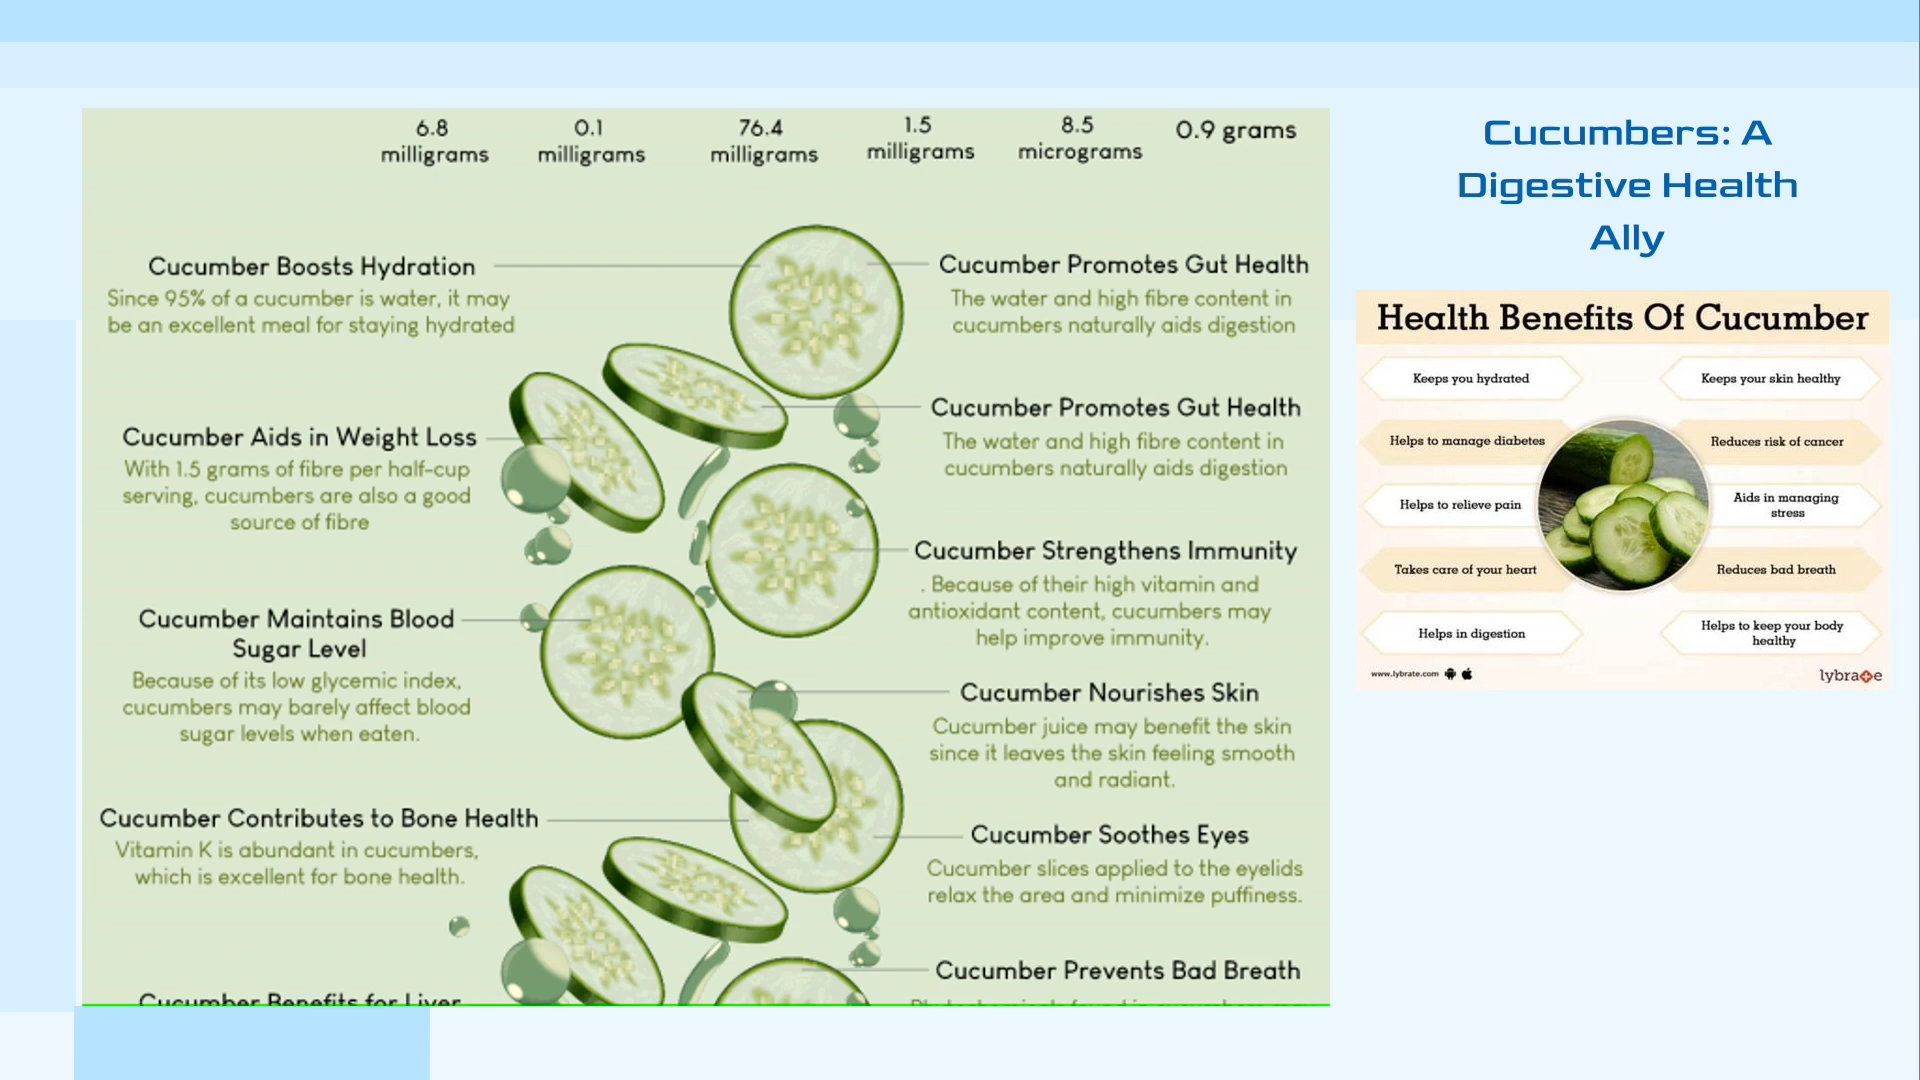 6.8
milligrams
0.1
milligrams
76.4
milligrams
1.5
milligrams
8.5
micrograms
0.9 grams
Cucumber Boosts Hydration
Since 95% of a cucumber is water, it may
be an excellent meal for staying hydrated
Cucumber Aids in Weight Loss
With 1.5 grams of fibre per half-cup
serving, cucumbers are also a good
source of fibre
Cucumber Maintains Blood
Sugar Level
Because of its low glycemic index,
cucumbers may barely affect blood
sugar levels when eaten.
Cucumber Contributes to Bone Health
Vitamin K is abundant in cucumbers,
which is excellent for bone health.
Cucumber Benefits for Liver
Cucumber Promotes Gut Health
The water and high fibre content in
cucumbers naturally aids digestion
Cucumber Promotes Gut Health
The water and high fibre content in
cucumbers naturally aids digestion
Cucumber Strengthens Immunity
. Because of their high vitamin and
antioxidant content, cucumbers may
help improve immunity.
Cucumber Nourishes Skin
Cucumber juice may benefit the skin
since it leaves the skin feeling smooth
and radiant.
Cucumber Soothes Eyes
Cucumber slices applied to the eyelids
relax the area and minimize puffiness.
Cucumber Prevents Bad Breath
Cucumbers: A
Digestive Health
Ally
Health Benefits Of Cucumber
Keeps you hydrated
Helps to manage diabetes
Helps to relieve pain
Takes care of your heart
Helps in digestion
Keeps your skin healthy
Reduces risk of cancer
Aids in managing
stress
Reduces bad breath
Helps to keep your body
healthy
www.lybrate.com
lybrate